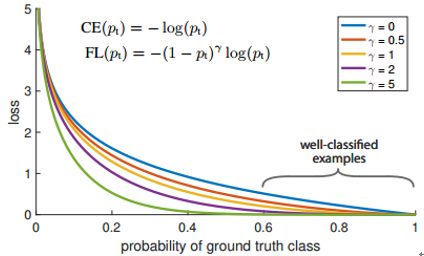 CE(pₜ) = − log(pₜ)
FL(pₜ) = −(1 − pₜ)^γ log(pₜ)
γ = 0
γ = 0.5
γ = 1
γ = 2
γ = 5
well-classified
examples
5
4
3
2
1
0
loss
0
0.2
0.4
0.6
0.8
1
probability of ground truth class